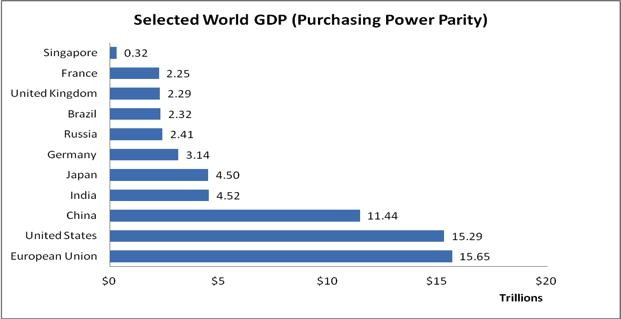 Selected World GDP (Purchasing Power Parity)
Singapore 0.32
France 2.25
United Kingdom 2.29
Brazil 2.32
Russia 2.41
Germany 3.14
Japan 4.50
India 4.52
China 11.44
United States 15.29
European Union 15.65
$0 $5 $10 $15 $20
Trillions